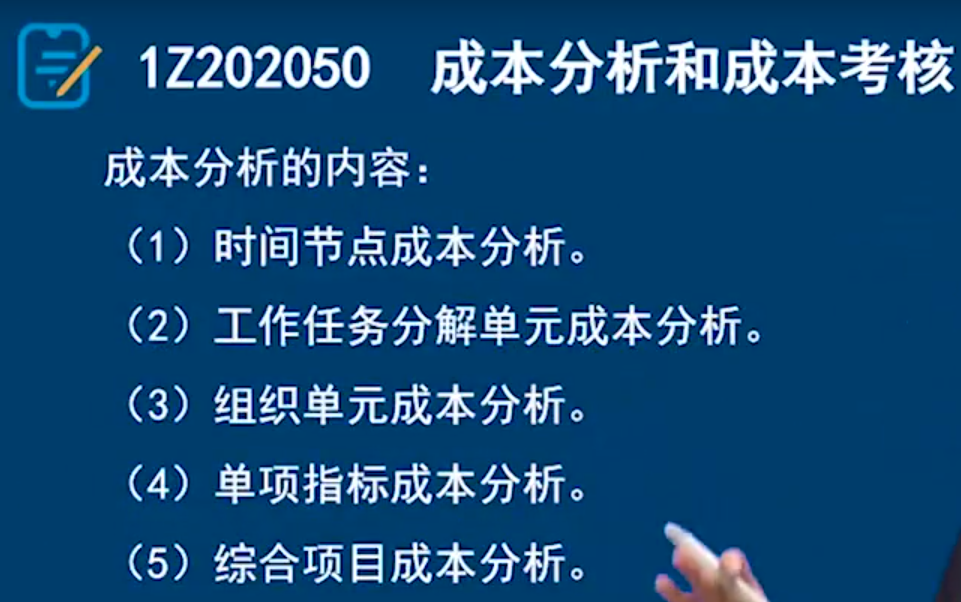 1Z202050 成本分析和成本考核
成本分析的内容：
（1）时间节点成本分析。
（2）工作任务分解单元成本分析。
（3）组织单元成本分析。
（4）单项指标成本分析。
（5）综合项目成本分析。